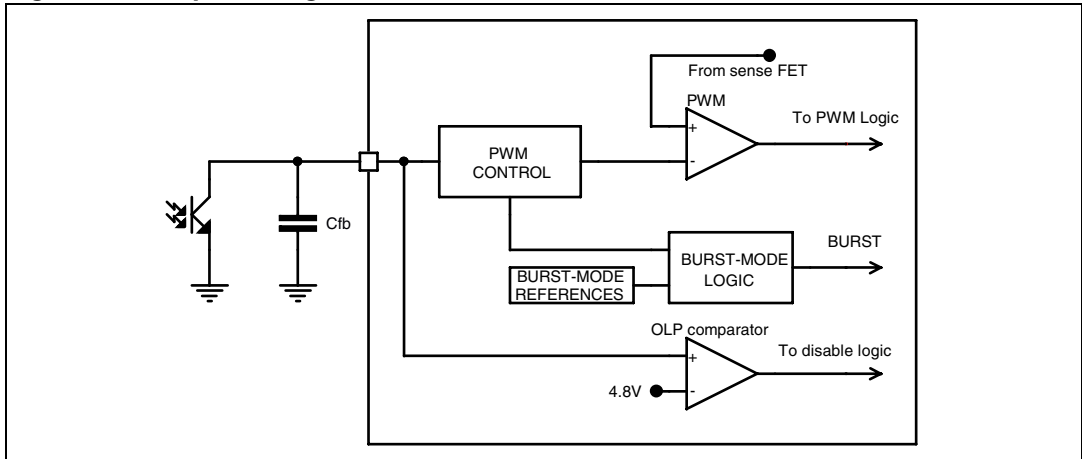 From sense FET
PWM
+
-
To PWM Logic
PWM
CONTROL
Cfb
BURST
BURST-MODE
LOGIC
BURST-MODE
REFERENCES
OLP comparator
+
-
To disable logic
4.8V